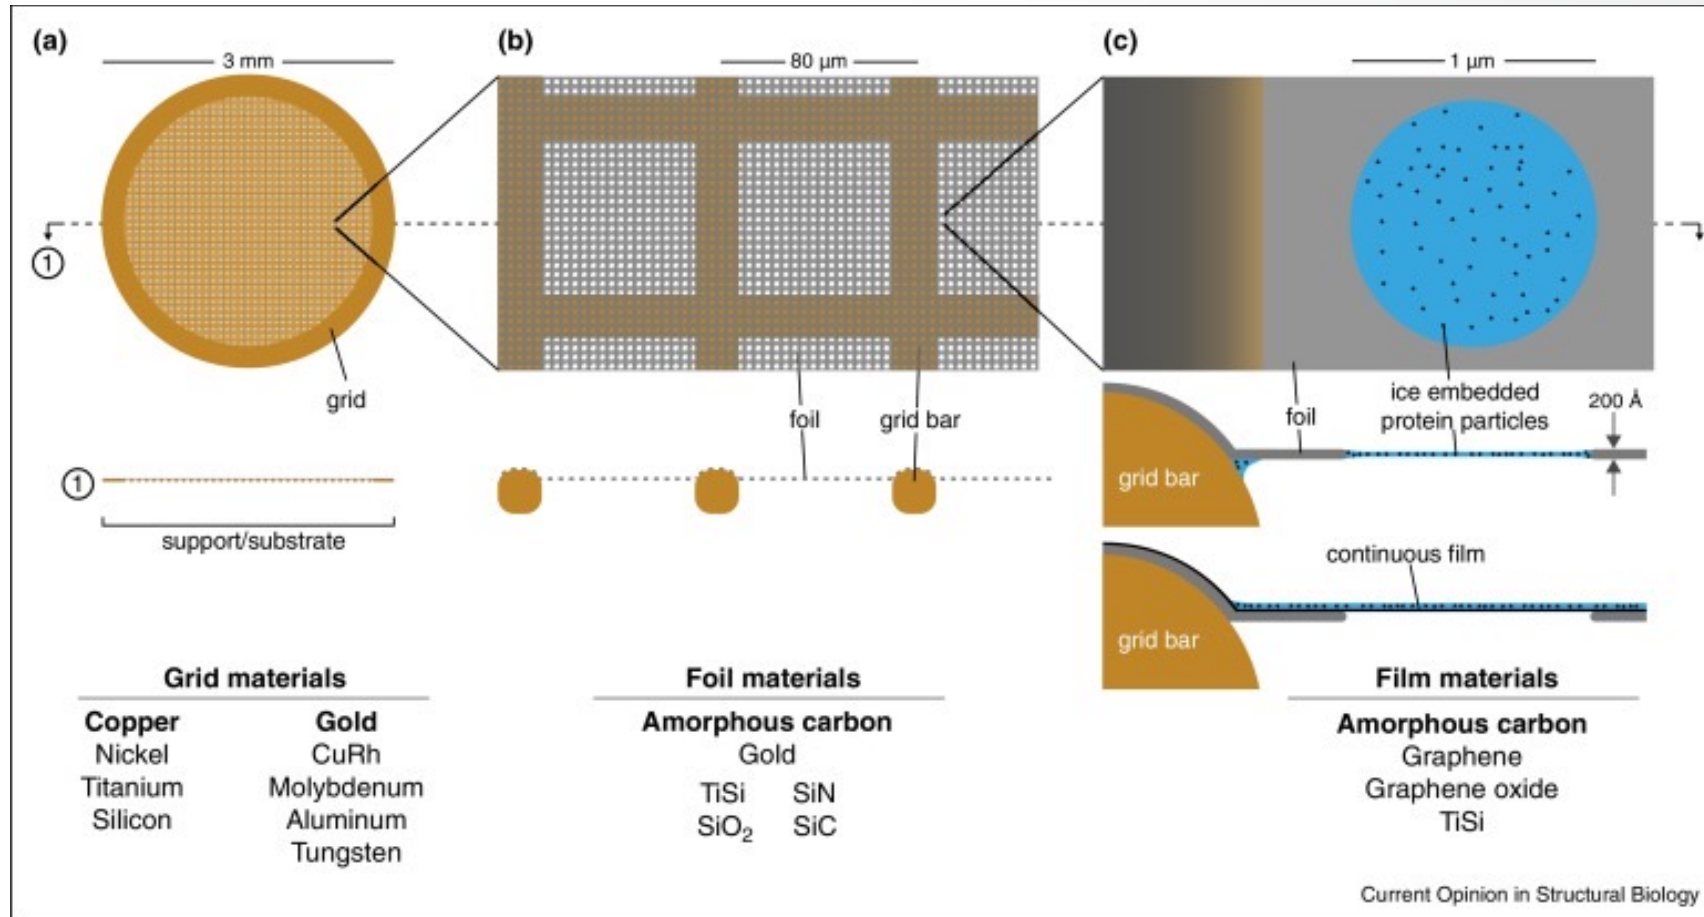 (a)
3 mm
grid
1
1
support/substrate
(b)
80 µm
foil
grid bar
(c)
1 µm
foil
ice embedded
protein particles
200 Å
grid bar
continuous film
grid bar
Grid materials
Copper
Nickel
Titanium
Silicon
Gold
CuRh
Molybdenum
Aluminum
Tungsten
Foil materials
Amorphous carbon
Gold
TiSi SiN
SiO₂ SiC
Film materials
Amorphous carbon
Graphene
Graphene oxide
TiSi
Current Opinion in Structural Biology